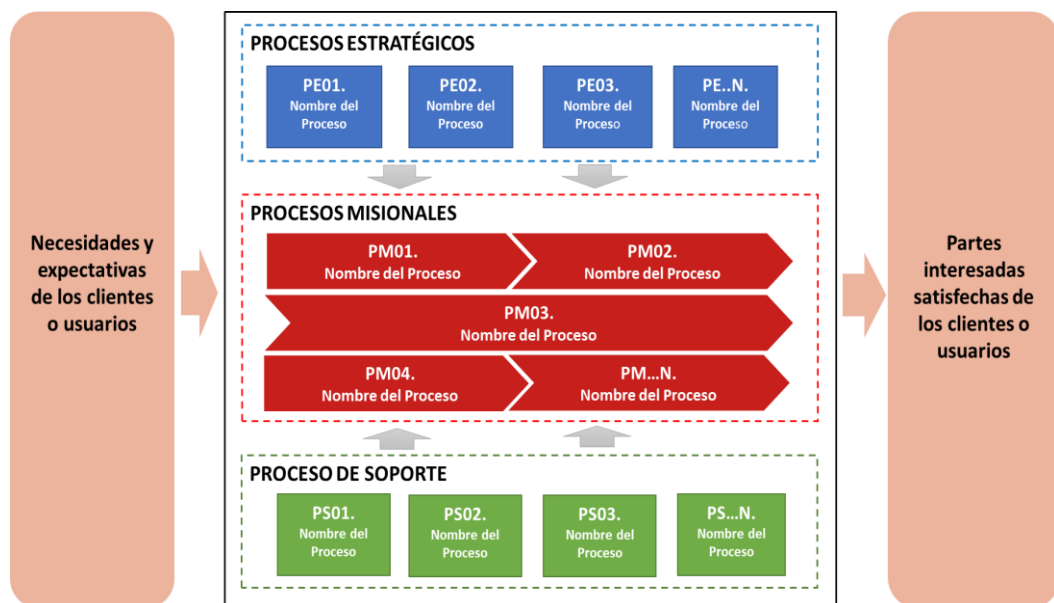 Necesidades y
expectativas
de los clientes
o usuarios
PROCESOS ESTRATÉGICOS
PE01.
Nombre del
Proceso
PE02.
Nombre del
Proceso
PE03.
Nombre del
Proceso
PE..N.
Nombre del
Proceso
PROCESOS MISIONALES
PM01.
Nombre del Proceso
PM02.
Nombre del Proceso
PM03.
Nombre del Proceso
PM04.
Nombre del Proceso
PM...N.
Nombre del Proceso
PROCESO DE SOPORTE
PS01.
Nombre del
Proceso
PS02.
Nombre del
Proceso
PS03.
Nombre del
Proceso
PS...N.
Nombre del
Proceso
Partes
interesadas
satisfechas de
los clientes o
usuarios